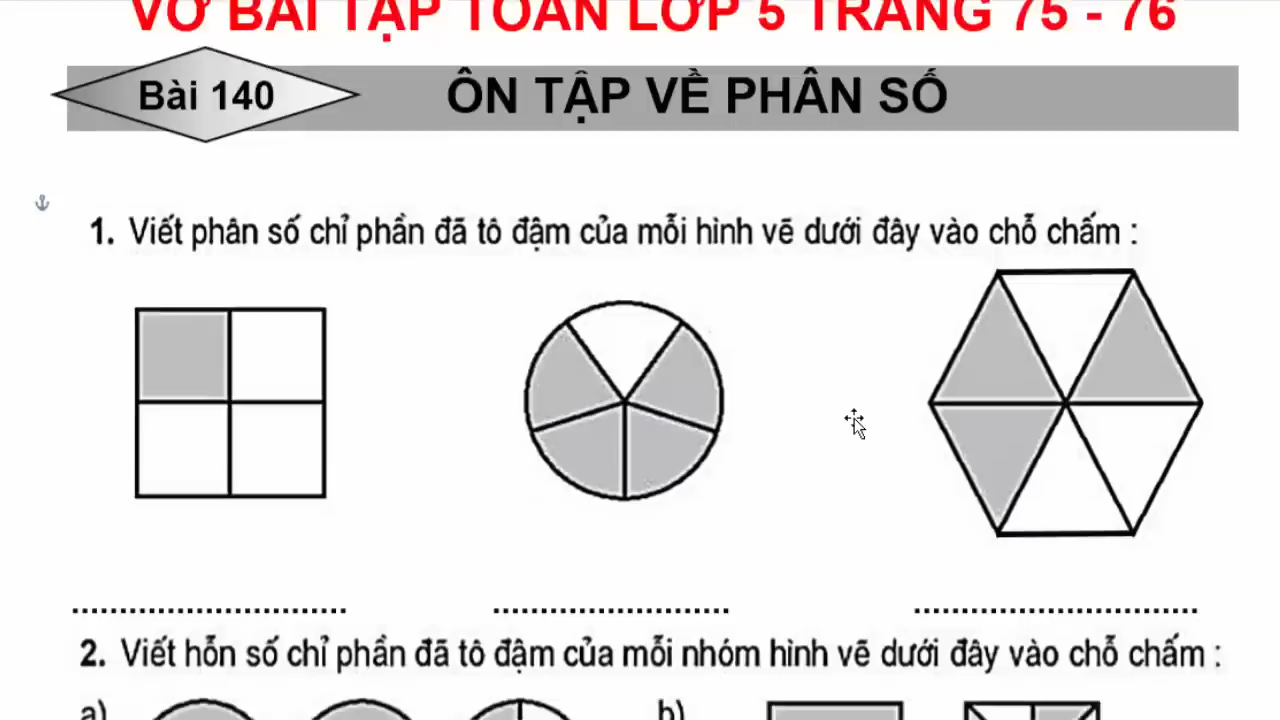 VỞ BÀI TẬP TOÁN LỚP 5 TRANG 75 - 76
Bài 140
ÔN TẬP VỀ PHÂN SỐ
1. Viết phân số chỉ phần đã tô đậm của mỗi hình vẽ dưới đây vào chỗ chấm :
............................. ......................... ..............................
2. Viết hỗn số chỉ phần đã tô đậm của mỗi nhóm hình vẽ dưới đây vào chỗ chấm :
a) b)